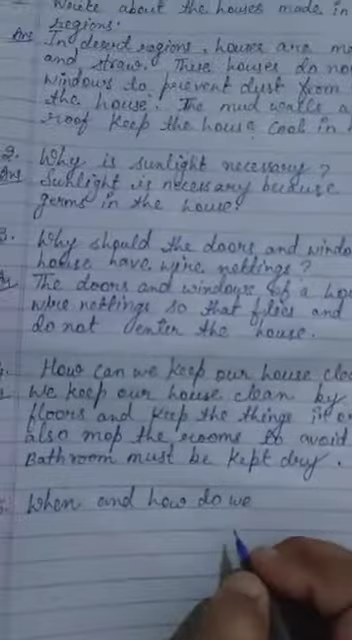 Write about the houses made in
regions.
Ans In desert regions, houses are m
and straw. These houses do no
windows to prevent dust from
the house. The mud walls a
roof keep the house cool in
2. Why is sunlight necessary?
Ans Sunlight is necessary because
germs in the house.
3. Why should the doors and windo
house have wire nettings?
The doors and windows of a hou
wire nettings so that flies and
do not enter the house.
How can we keep our house clea
We keep our house clean by
floors and keep the things in o
also mop the rooms to avoid
Bathroom must be kept dry.
When and how do we